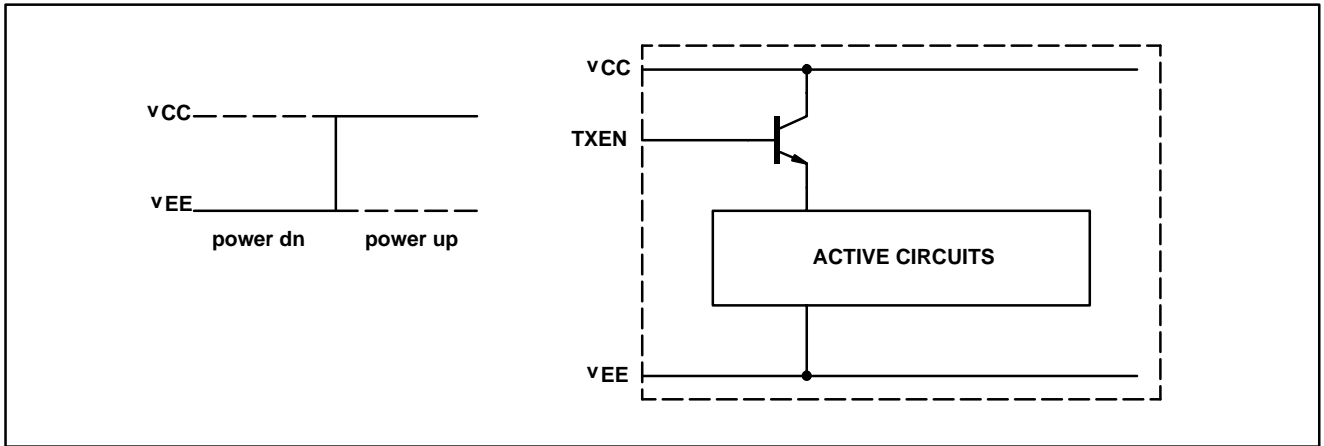 vCC
vEE
power dn power up
vCC
TXEN
ACTIVE CIRCUITS
vEE